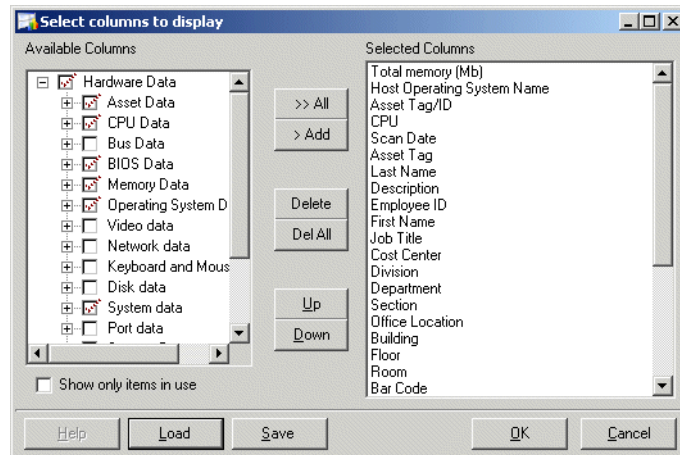 Select columns to display
Available Columns
Hardware Data
Asset Data
CPU Data
Bus Data
BIOS Data
Memory Data
Operating System D
Video data
Network data
Keyboard and Mous
Disk data
System data
Port data
Show only items in use
>> All
> Add
Delete
Del All
Up
Down
Selected Columns
Total memory (Mb)
Host Operating System Name
Asset Tag/ID
CPU
Scan Date
Asset Tag
Last Name
Description
Employee ID
First Name
Job Title
Cost Center
Division
Department
Section
Office Location
Building
Floor
Room
Bar Code
Help
Load
Save
OK
Cancel